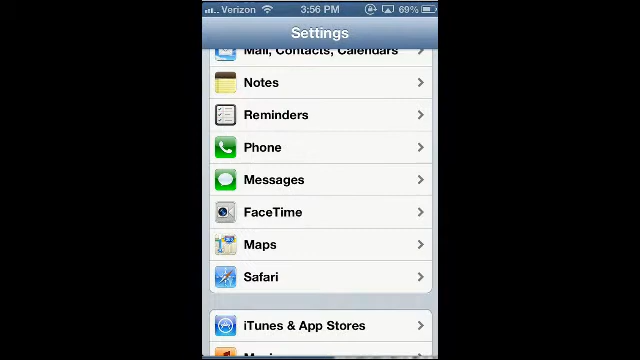 Verizon 3:56 PM 69%
Settings
Mail, Contacts, Calendars
Notes
Reminders
Phone
Messages
FaceTime
Maps
Safari
iTunes & App Stores